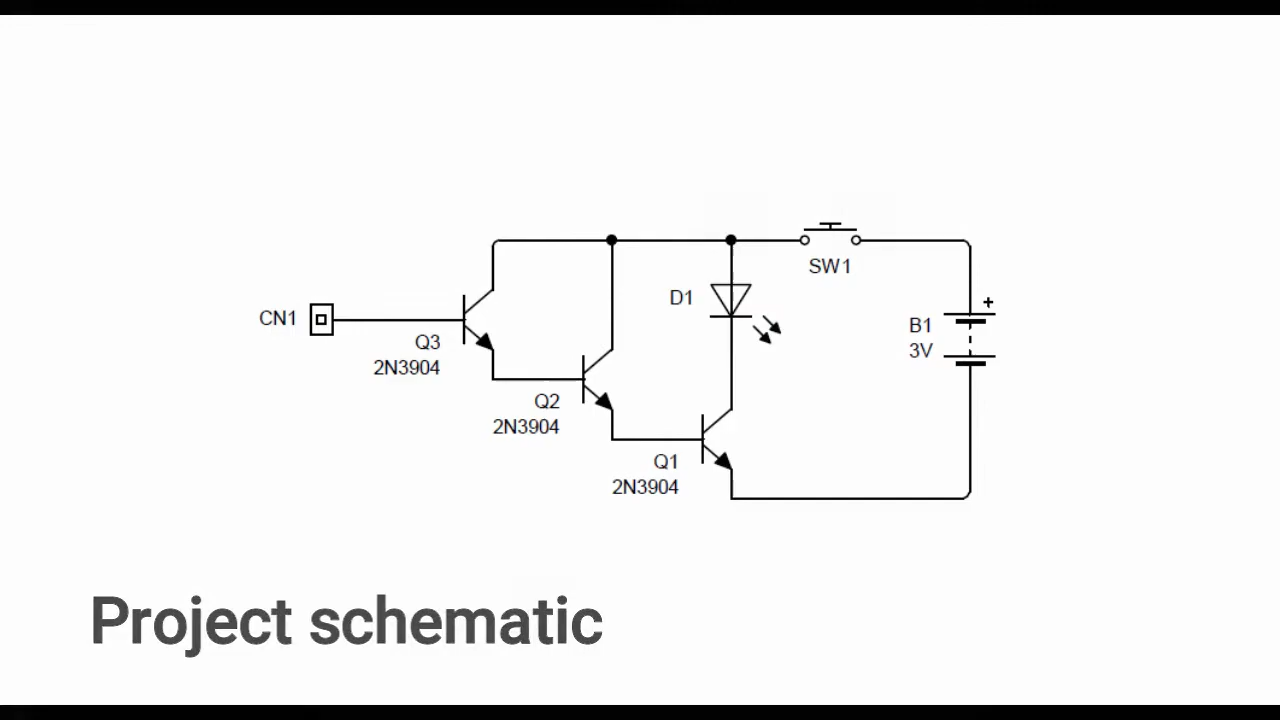 SW1
D1
+
CN1
B1
3V
Q3
2N3904
Q2
2N3904
Q1
2N3904
Project schematic